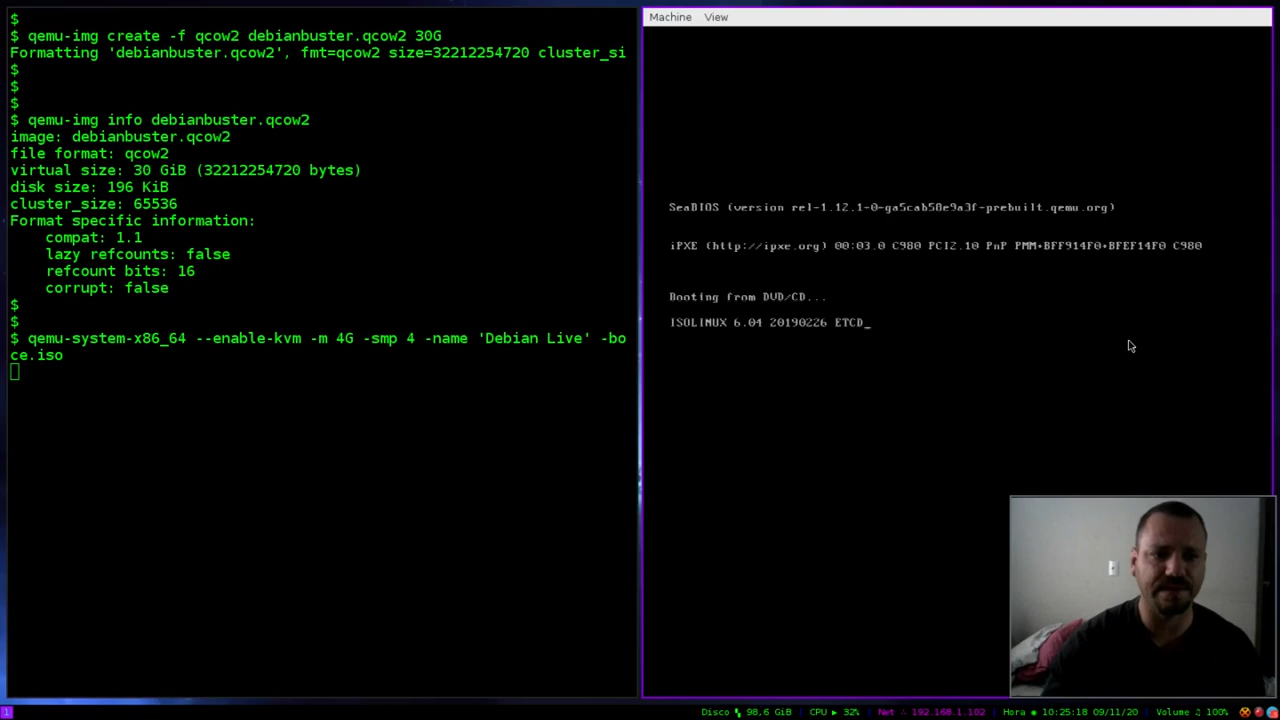 $
$ qemu-img create -f qcow2 debianbuster.qcow2 30G
Formatting 'debianbuster.qcow2', fmt=qcow2 size=32212254720 cluster_si
$
$
$
$ qemu-img info debianbuster.qcow2
image: debianbuster.qcow2
file format: qcow2
virtual size: 30 GiB (32212254720 bytes)
disk size: 196 KiB
cluster_size: 65536
Format specific information:
    compat: 1.1
    lazy refcounts: false
    refcount bits: 16
    corrupt: false
$
$
$ qemu-system-x86_64 --enable-kvm -m 4G -smp 4 -name 'Debian Live' -bo
ce.iso
Machine View
SeaBIOS (version rel-1.12.1-0-ga5cab58e9a3f-prebuilt.qemu.org)
iPXE (http://ipxe.org) 00:03.0 C980 PCI2.10 PnP PMM+BFF914F0+BFEF14F0 C980
Booting from DVD/CD...
ISOLINUX 6.04 20190226 ETCD_
1 Disco 98,6 GiB CPU ▶ 32% Net 192.168.1.102 Hora 10:25:18 09/11/20 Volume ♫ 100%